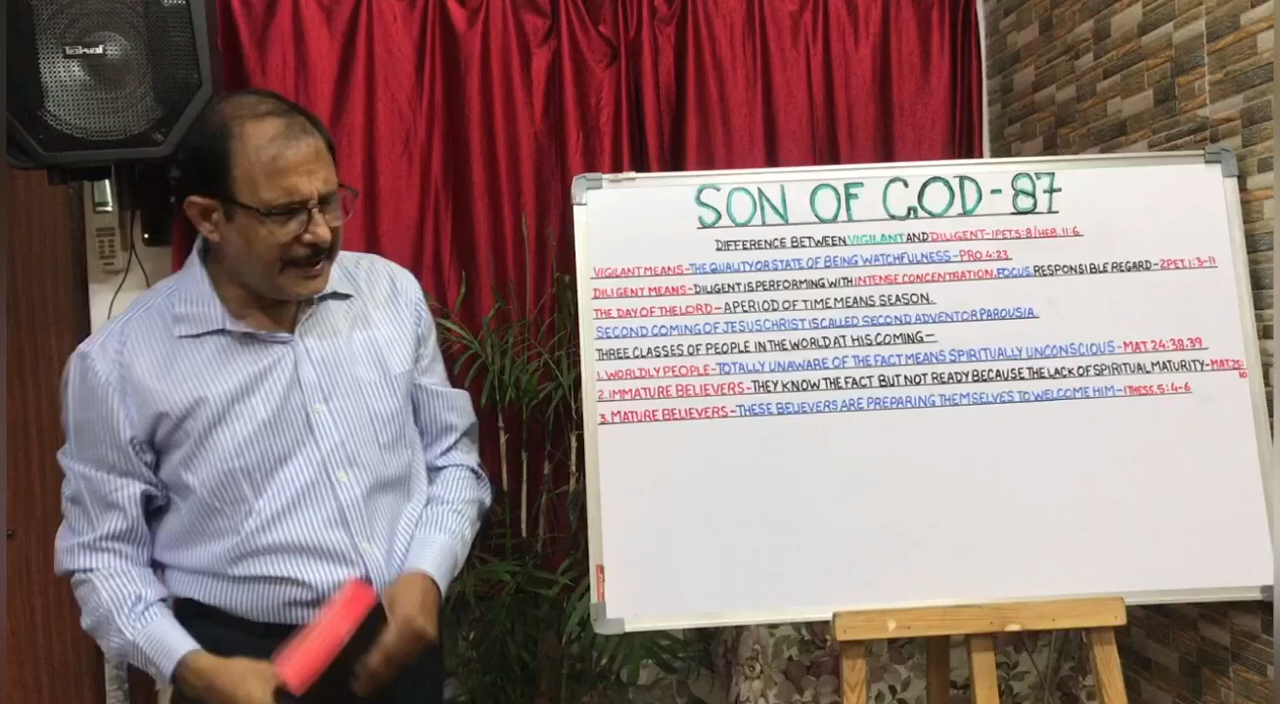 Takai
SON OF GOD-87
DIFFERENCE BETWEEN VIGILANT AND DILIGENT-1PET.5:8/HEB.11:6
VIGILANT MEANS-THE QUALITY OR STATE OF BEING WATCHFULNESS-PRO.4:23
DILIGENT MEANS-DILIGENT IS PERFORMING WITH INTENSE CONCENTRATION, FOCUS, RESPONSIBLE REGARD-2PET.1:3-11
THE DAY OF THE LORD-A PERIOD OF TIME MEANS SEASON.
SECOND COMING OF JESUS CHRIST IS CALLED SECOND ADVENT OR PAROUSIA.
THREE CLASSES OF PEOPLE IN THE WORLD AT HIS COMING-
1. WORLDLY PEOPLE-TOTALLY UNAWARE OF THE FACT MEANS SPIRITUALLY UNCONSCIOUS-MAT.24:38,39
2. IMMATURE BELIEVERS-THEY KNOW THE FACT BUT NOT READY BECAUSE THE LACK OF SPIRITUAL MATURITY-MAT.25:
10
3. MATURE BELIEVERS-THESE BELIEVERS ARE PREPARING THEMSELVES TO WELCOME HIM-1THESS.5:4-6